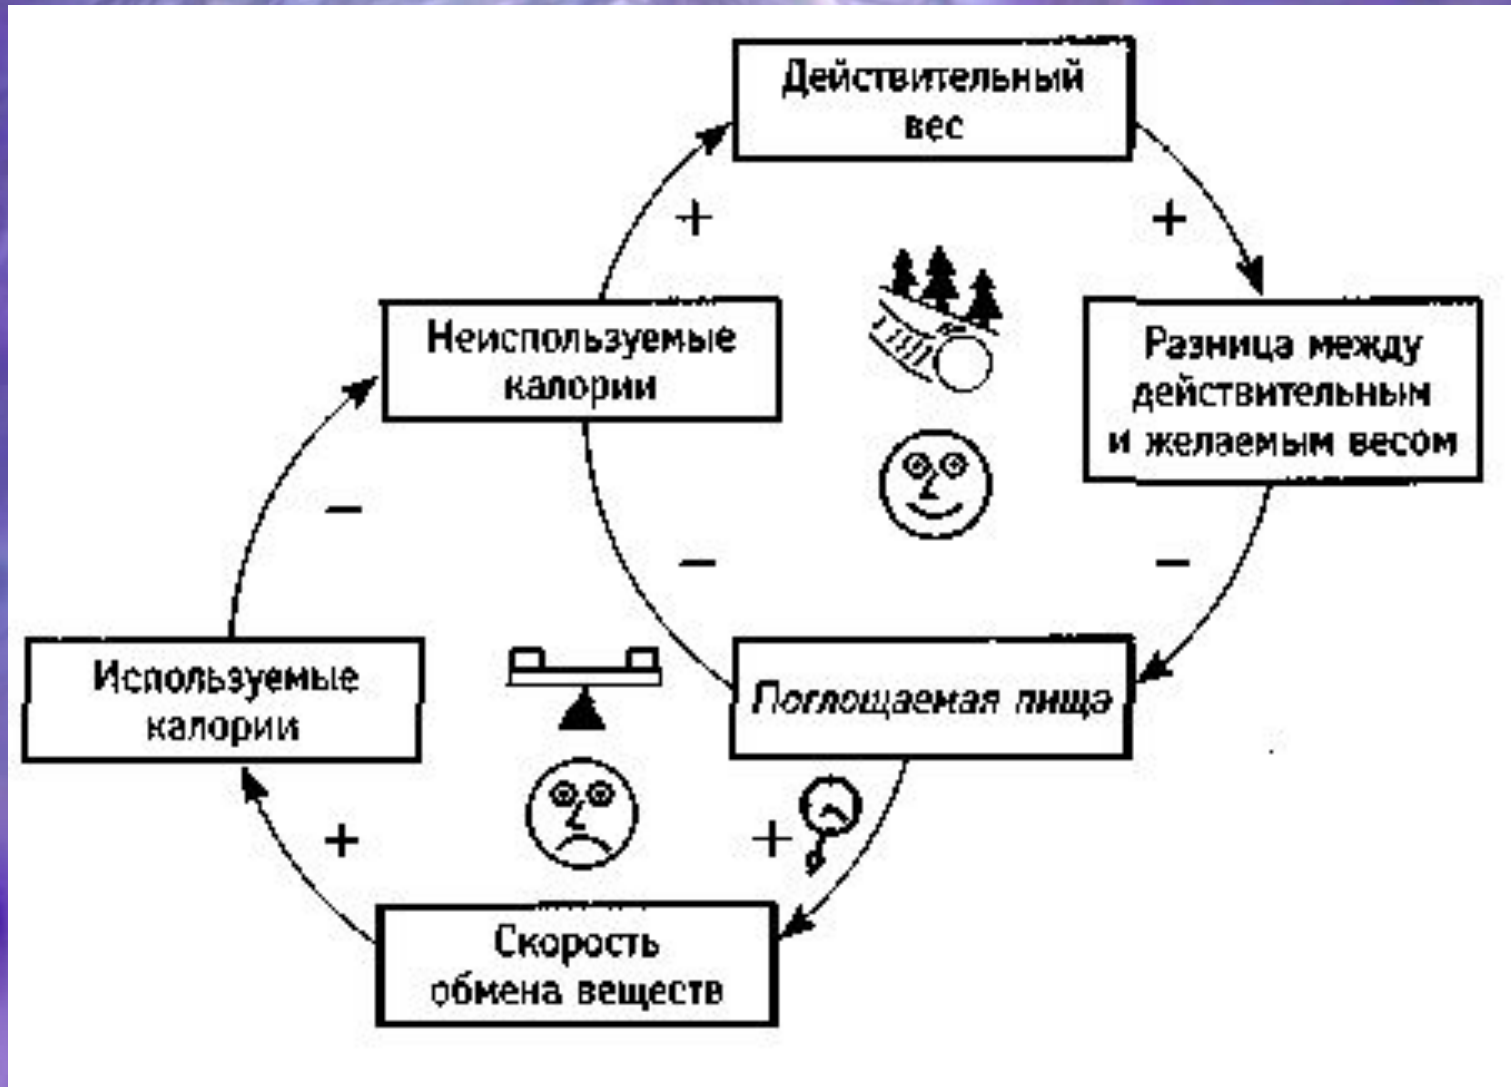 Действительный
вес
+
+
Неиспользуемые
калории
Разница между
действительным
и желаемым весом
−
−
−
Используемые
калории
Поглощаемая пища
+
+
Скорость
обмена веществ